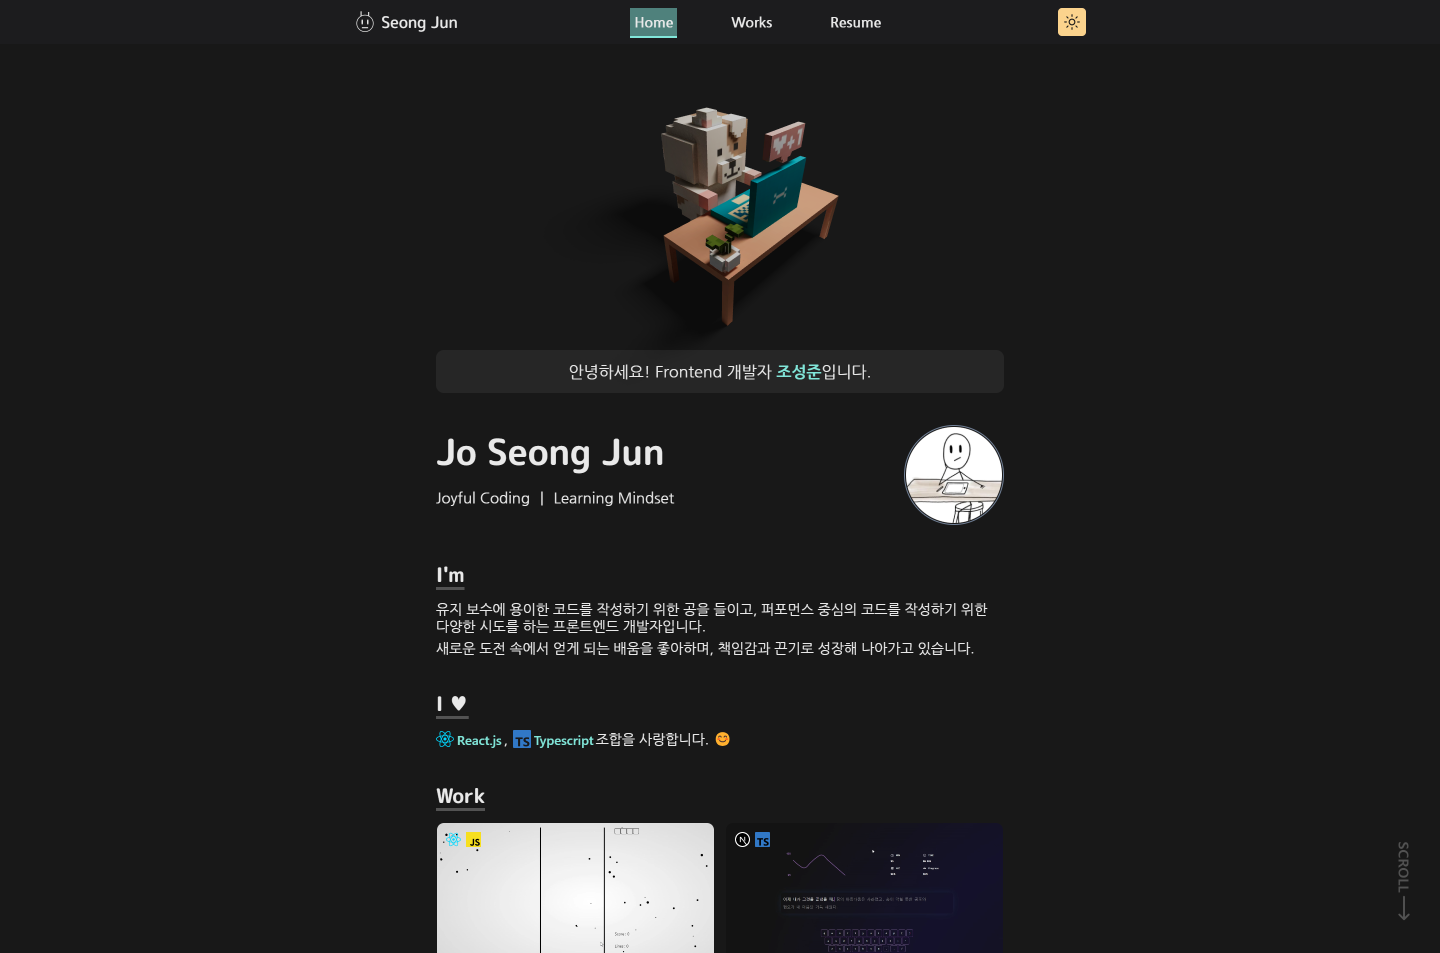 Seong Jun
Home
Works
Resume
₩+1
안녕하세요! Frontend 개발자 조성준입니다.
Jo Seong Jun
Joyful Coding | Learning Mindset
I'm
유지 보수에 용이한 코드를 작성하기 위한 공을 들이고, 퍼포먼스 중심의 코드를 작성하기 위한
다양한 시도를 하는 프론트엔드 개발자입니다.
새로운 도전 속에서 얻게 되는 배움을 좋아하며, 책임감과 끈기로 성장해 나아가고 있습니다.
I ♥
React.js, TS Typescript 조합을 사랑합니다. 😊
Work
JS
Score : 0
Lines : 0
N TS
SCROLL